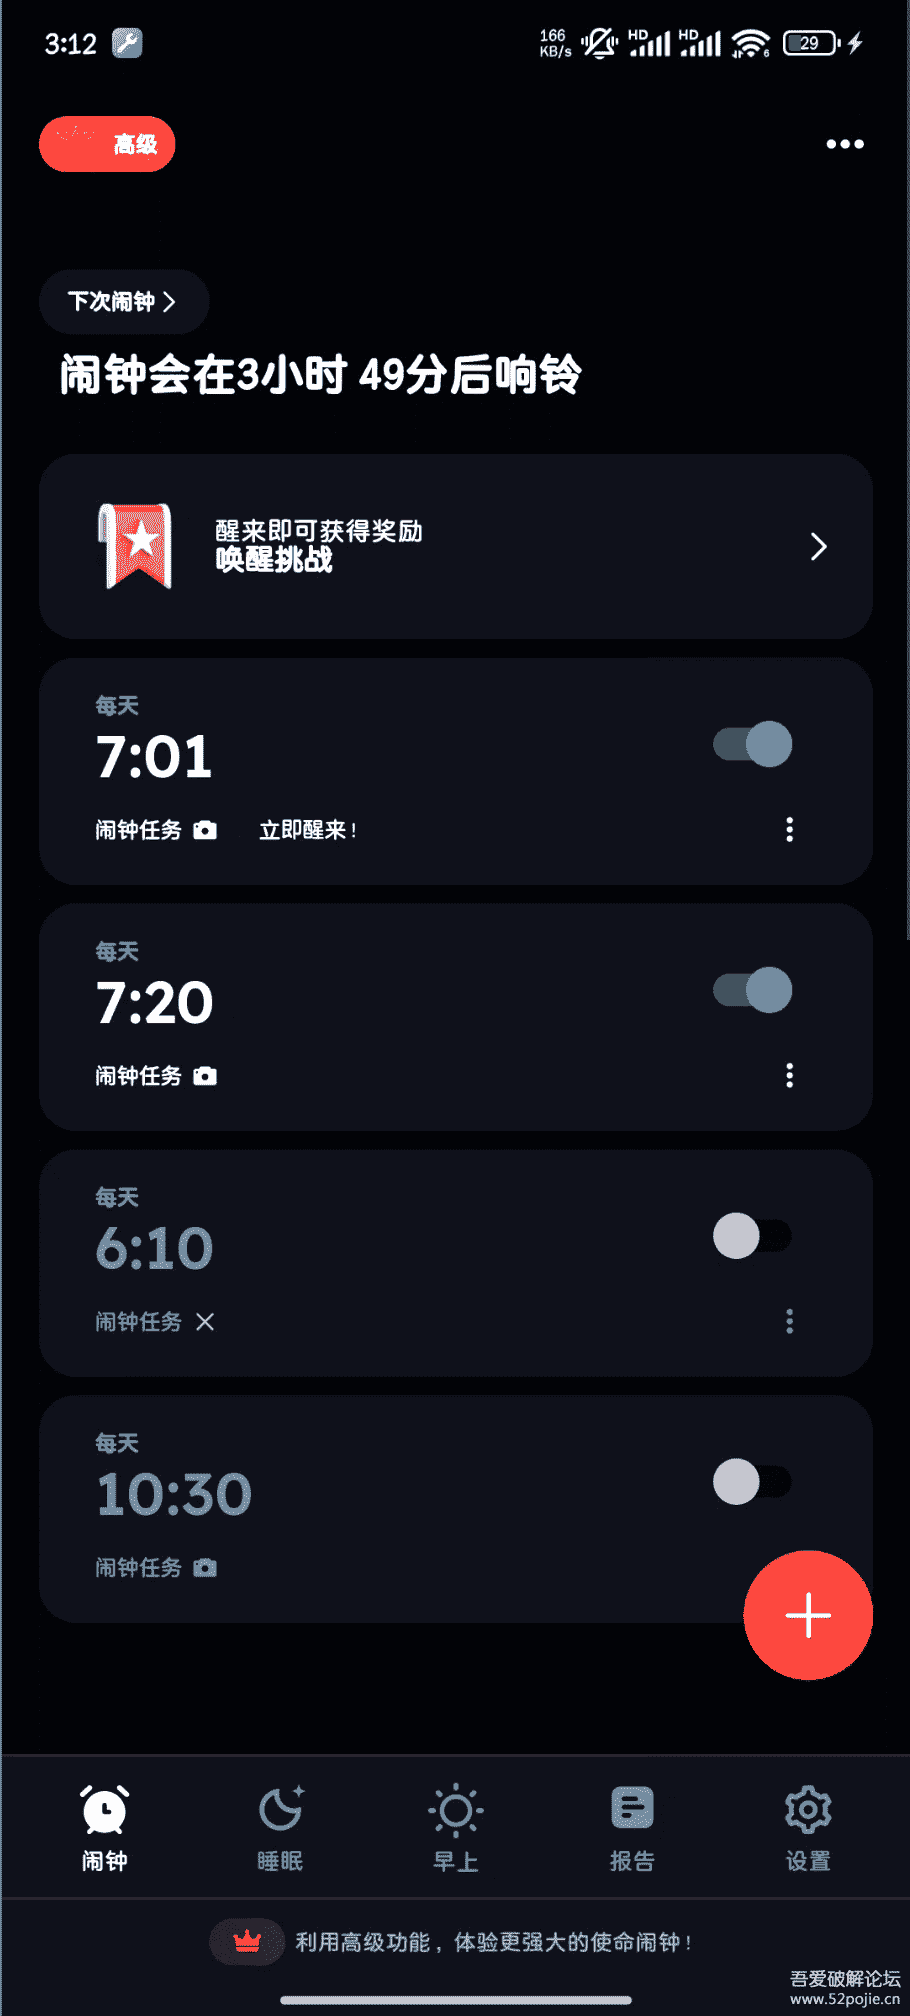 3:12
166 KB/s HD HD 6 29
高级
下次闹钟
闹钟会在3小时 49分后响铃
醒来即可获得奖励
唤醒挑战
每天
7:01
闹钟任务 立即醒来!
每天
7:20
闹钟任务
每天
6:10
闹钟任务
每天
10:30
闹钟任务
闹钟 睡眠 早上 报告 设置
利用高级功能，体验更强大的使命闹钟!
吾爱破解论坛
www.52pojie.cn